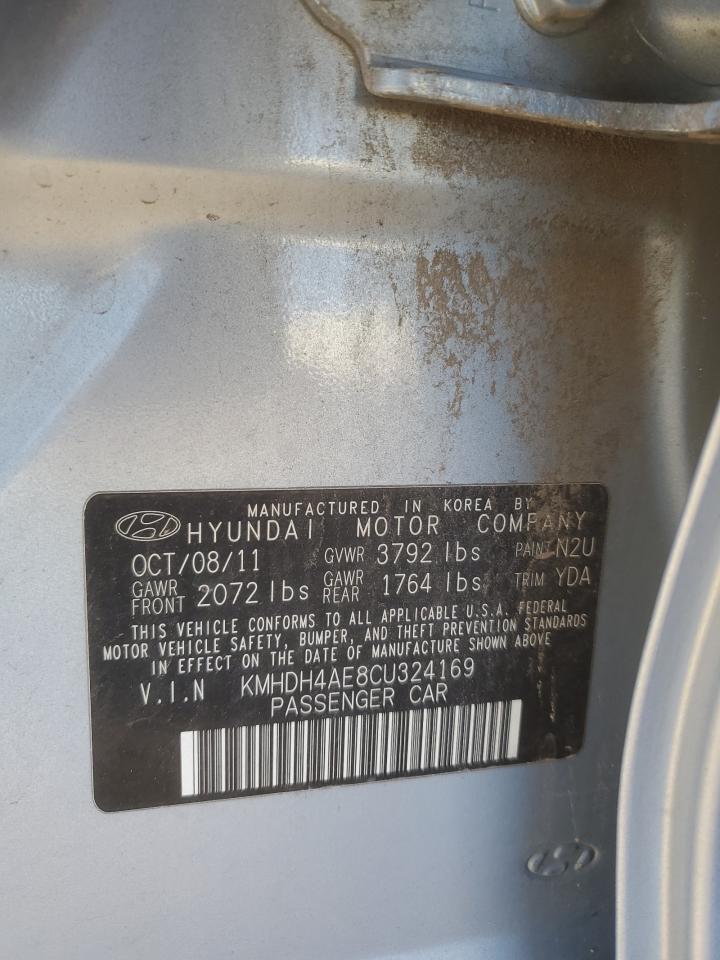 MANUFACTURED IN KOREA BY
HYUNDAI MOTOR COMPANY
OCT/08/11 GVWR 3792 lbs PAINT N2U
GAWR FRONT 2072 lbs GAWR REAR 1764 lbs TRIM YDA
THIS VEHICLE CONFORMS TO ALL APPLICABLE U.S.A. FEDERAL
MOTOR VEHICLE SAFETY, BUMPER, AND THEFT PREVENTION STANDARDS
IN EFFECT ON THE DATE OF MANUFACTURE SHOWN ABOVE
V.I.N KMHDH4AE8CU324169
PASSENGER CAR